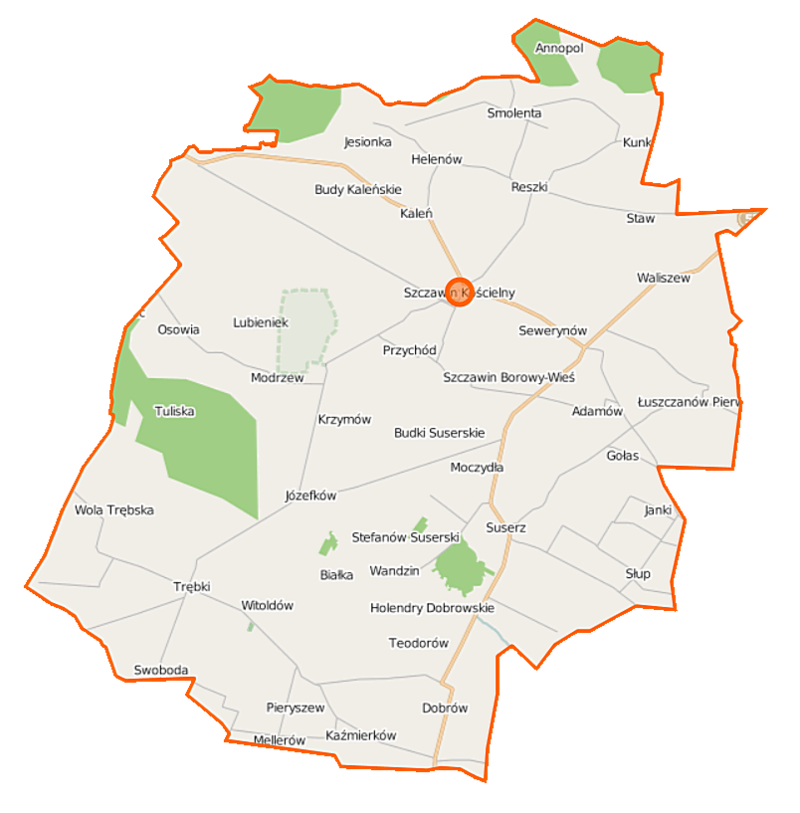 Annopol
Smolenta
Jesionka
Kunk
Helenów
Budy Kaleńskie
Reszki
Kaleń
Staw
Waliszew
Szczawin Kościelny
Lubieniek
Osowia
Sewerynów
Przychód
Modrzew
Szczawin Borowy-Wieś
Tuliska
Adamów
Łuszczanów Pierw
Krzymów
Budki Suserskie
Gołas
Moczydła
Józefków
Wola Trębska
Janki
Suserz
Stefanów Suserski
Białka
Wandzin
Słup
Trębki
Witoldów
Holendry Dobrowskie
Teodorów
Swoboda
Pieryszew
Dobrów
Kaźmierków
Mellerów